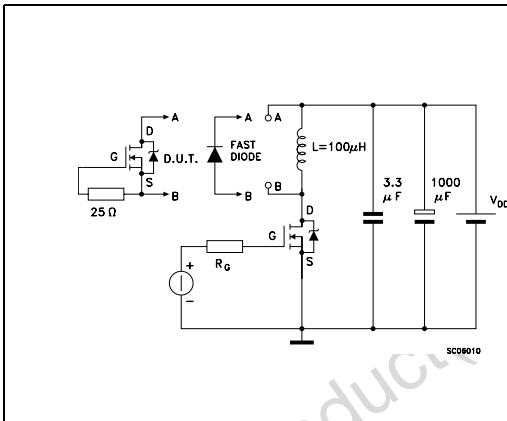 A
A
A
D
G
D.U.T.
FAST
DIODE
L=100μH
S
B
B
B
25 Ω
D
3.3
μF
1000
μF
VDD
G
RG
S
+
−
SC06010